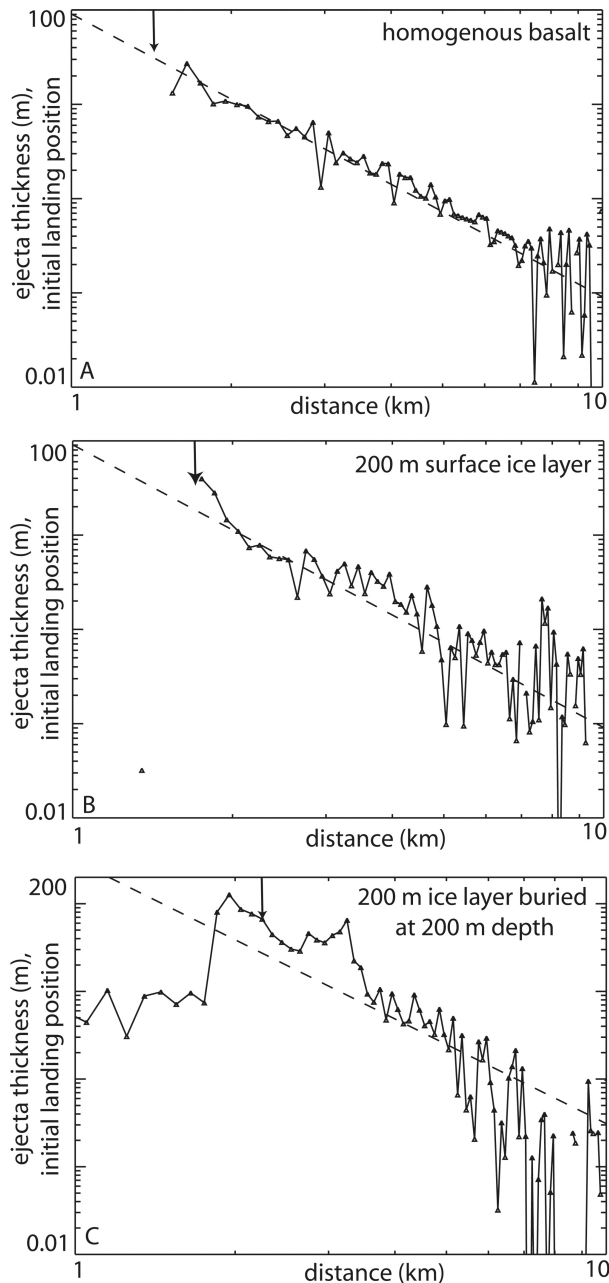 100
homogenous basalt
ejecta thickness (m),
initial landing position
0.01
A
1
distance (km)
10
100
200 m surface ice layer
ejecta thickness (m),
initial landing position
0.01
B
1
distance (km)
10
200
200 m ice layer buried
at 200 m depth
ejecta thickness (m),
initial landing position
0.01
C
1
distance (km)
10